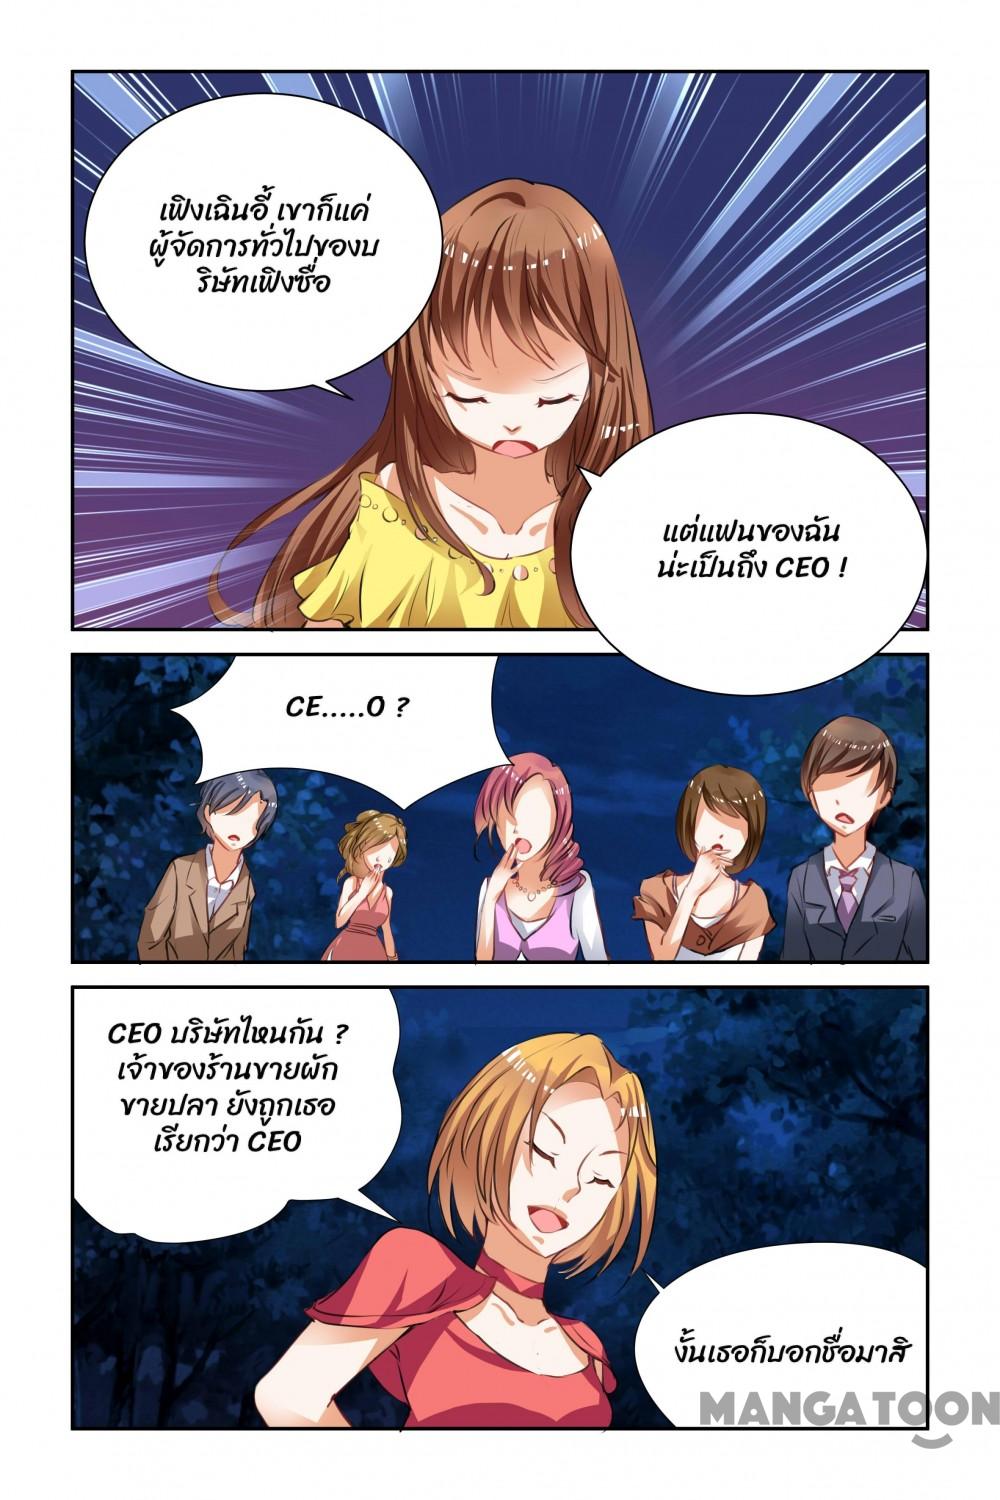 เฟิงเฉินอี้ เขาก็แค่
ผู้จัดการทั่วไปของบ
ริษัทเฟิงซื่อ
แต่แฟนของฉัน
น่ะเป็นถึง CEO !
CE.....O ?
CEO บริษัทไหนกัน ?
เจ้าของร้านขายผัก
ขายปลา ยังถูกเธอ
เรียกว่า CEO
งั้นเธอก็บอกชื่อมาสิ
MANGATOON